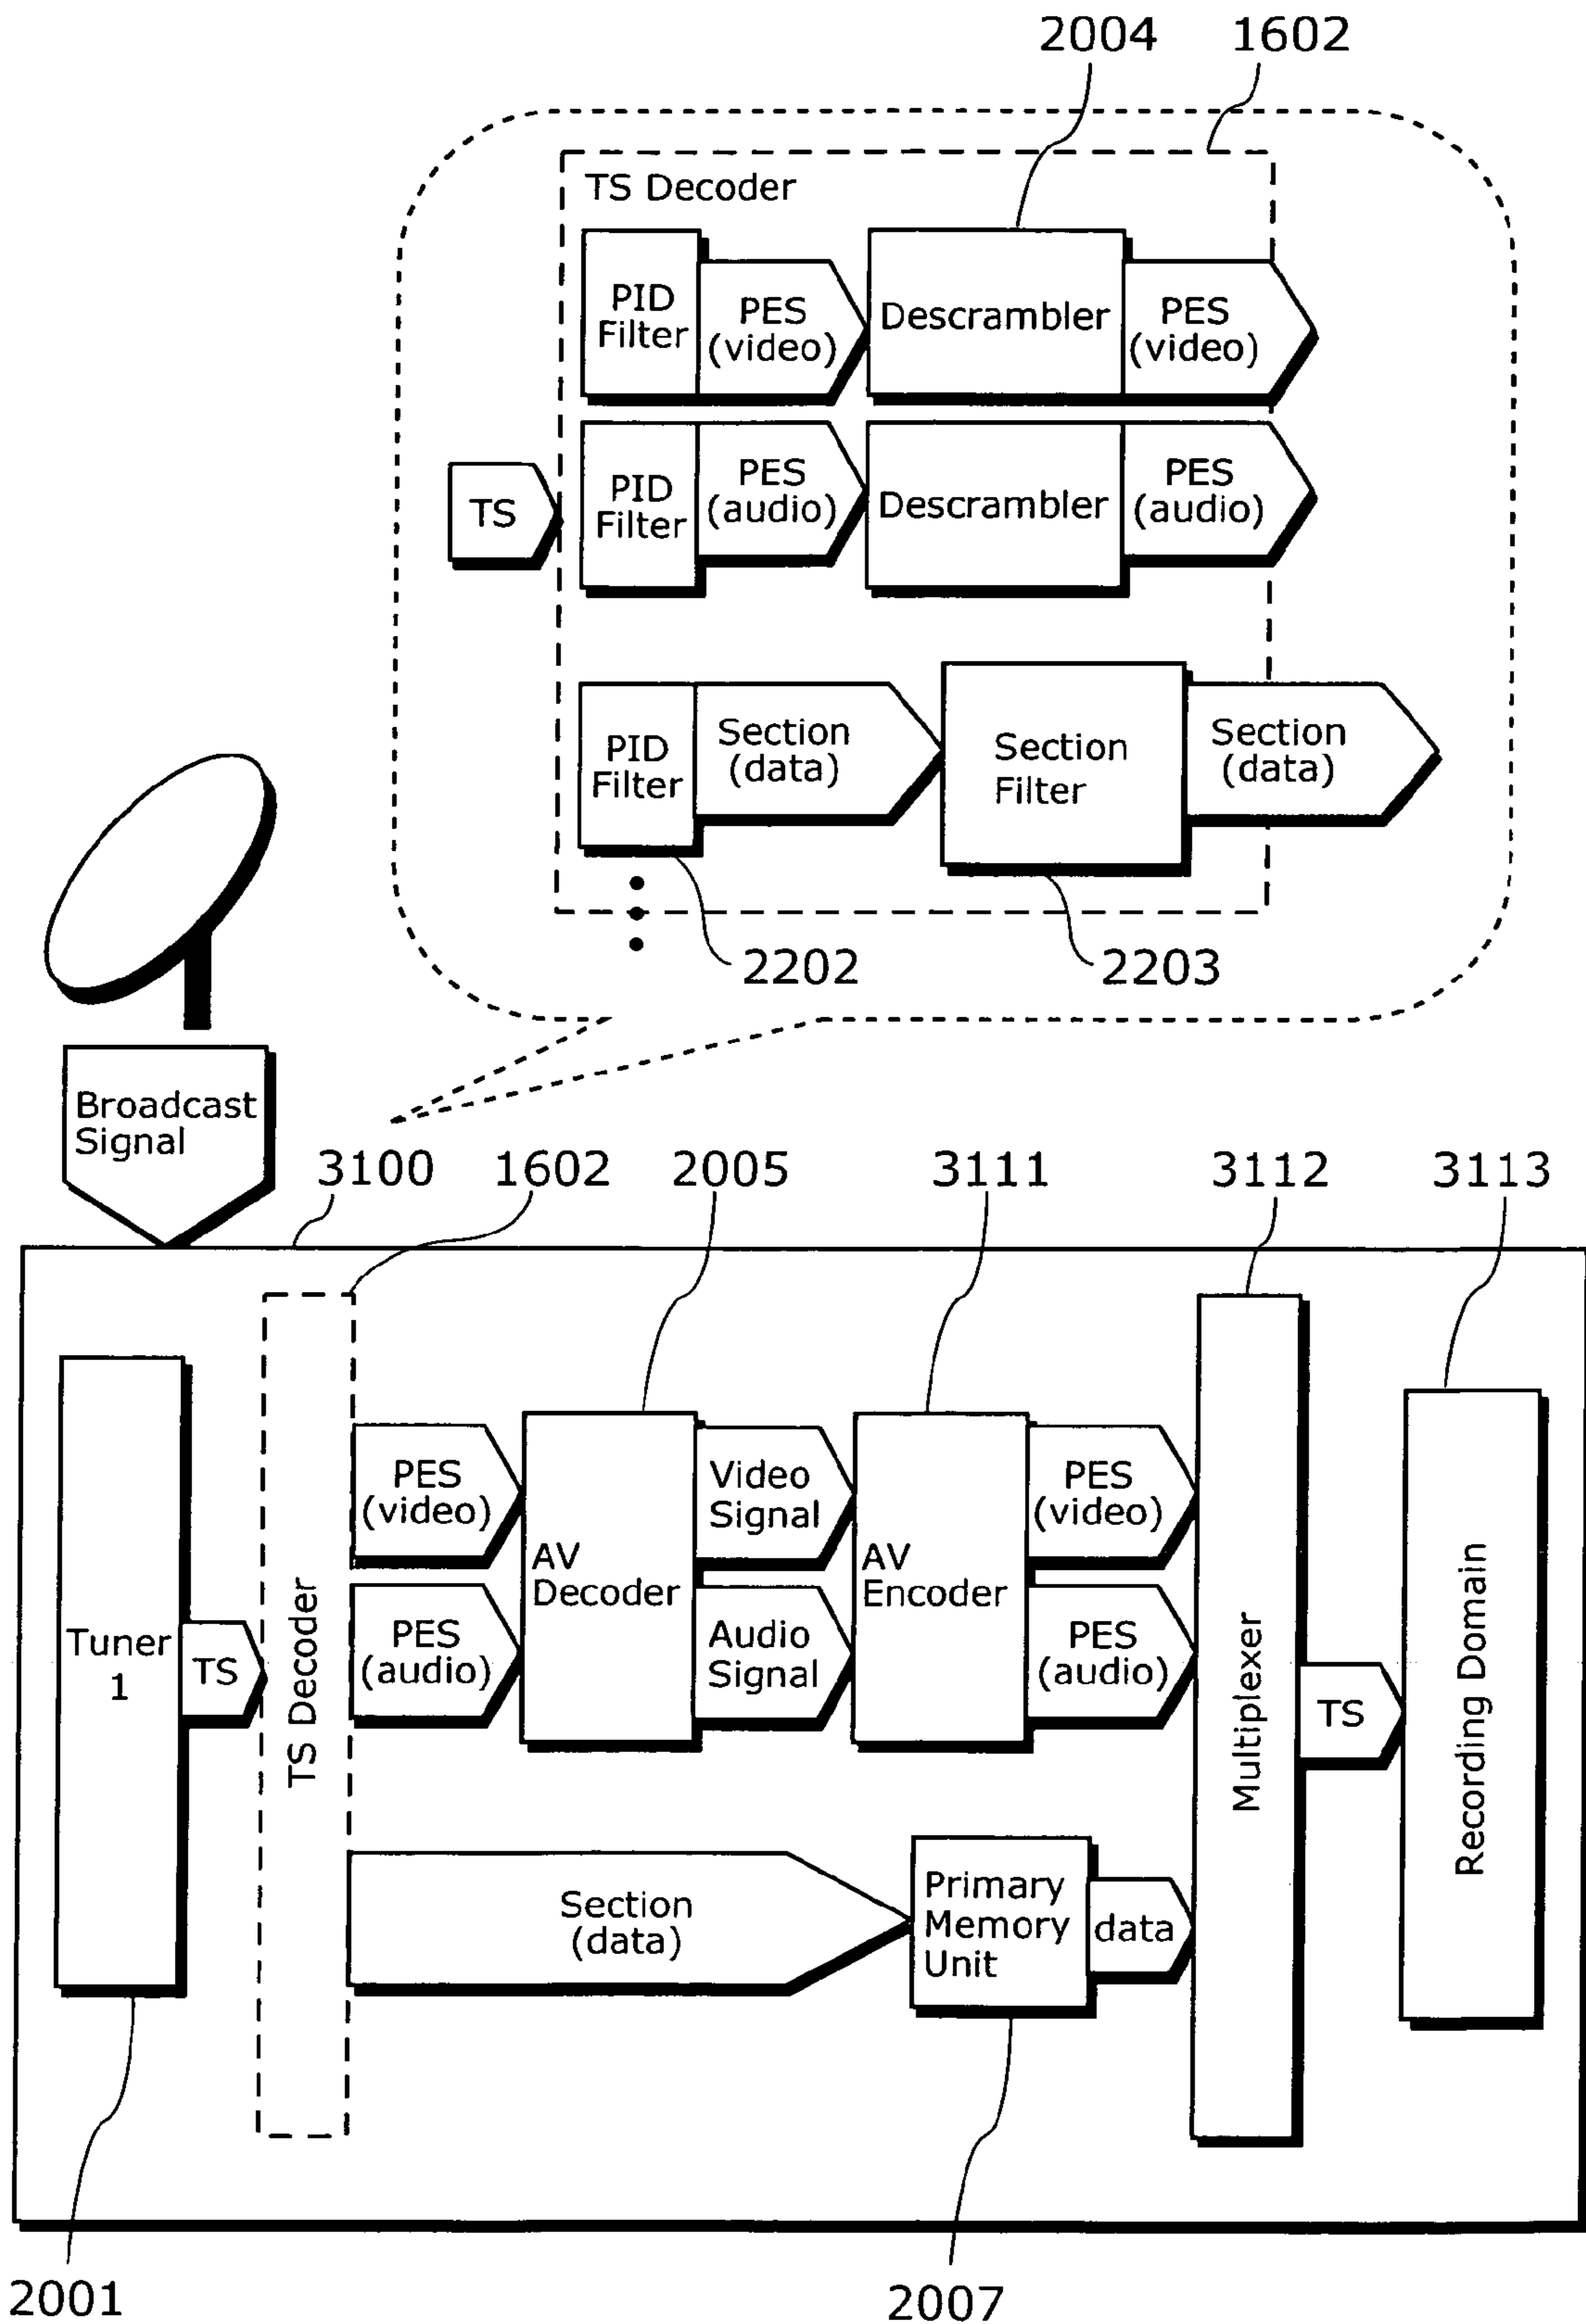 2004
1602
TS Decoder
PID
Filter
PES
(video)
Descrambler
PES
(video)
TS
PID
Filter
PES
(audio)
Descrambler
PES
(audio)
PID
Filter
Section
(data)
Section
Filter
Section
(data)
2202
2203
Broadcast
Signal
3100
1602
2005
3111
3112
3113
Tuner
1
TS
TS Decoder
PES
(video)
PES
(audio)
AV
Decoder
Video
Signal
Audio
Signal
AV
Encoder
PES
(video)
PES
(audio)
Multiplexer
TS
Recording Domain
Section
(data)
Primary
Memory
Unit
data
2001
2007